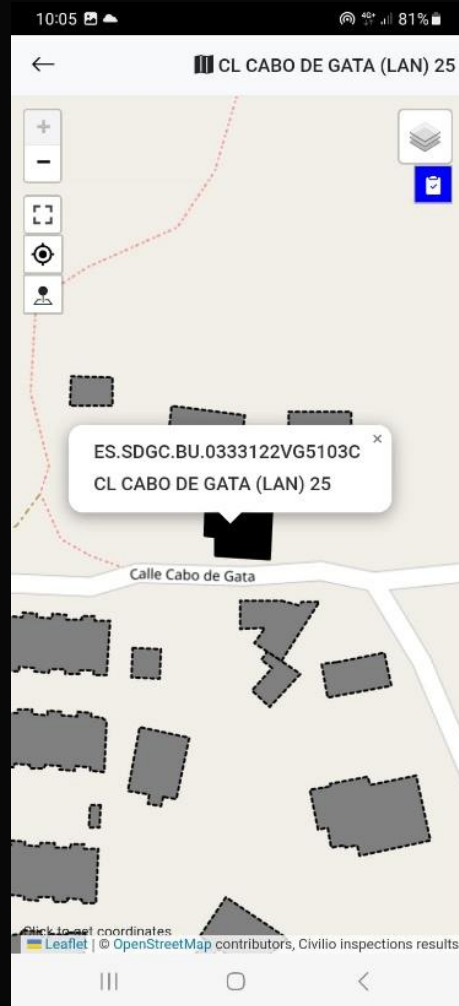 10:05
4G+
81%
CL CABO DE GATA (LAN) 25
+
−
ES.SDGC.BU.0333122VG5103C
×
CL CABO DE GATA (LAN) 25
Calle Cabo de Gata
Click to get coordinates
Leaflet | © OpenStreetMap contributors, Civilio inspections results